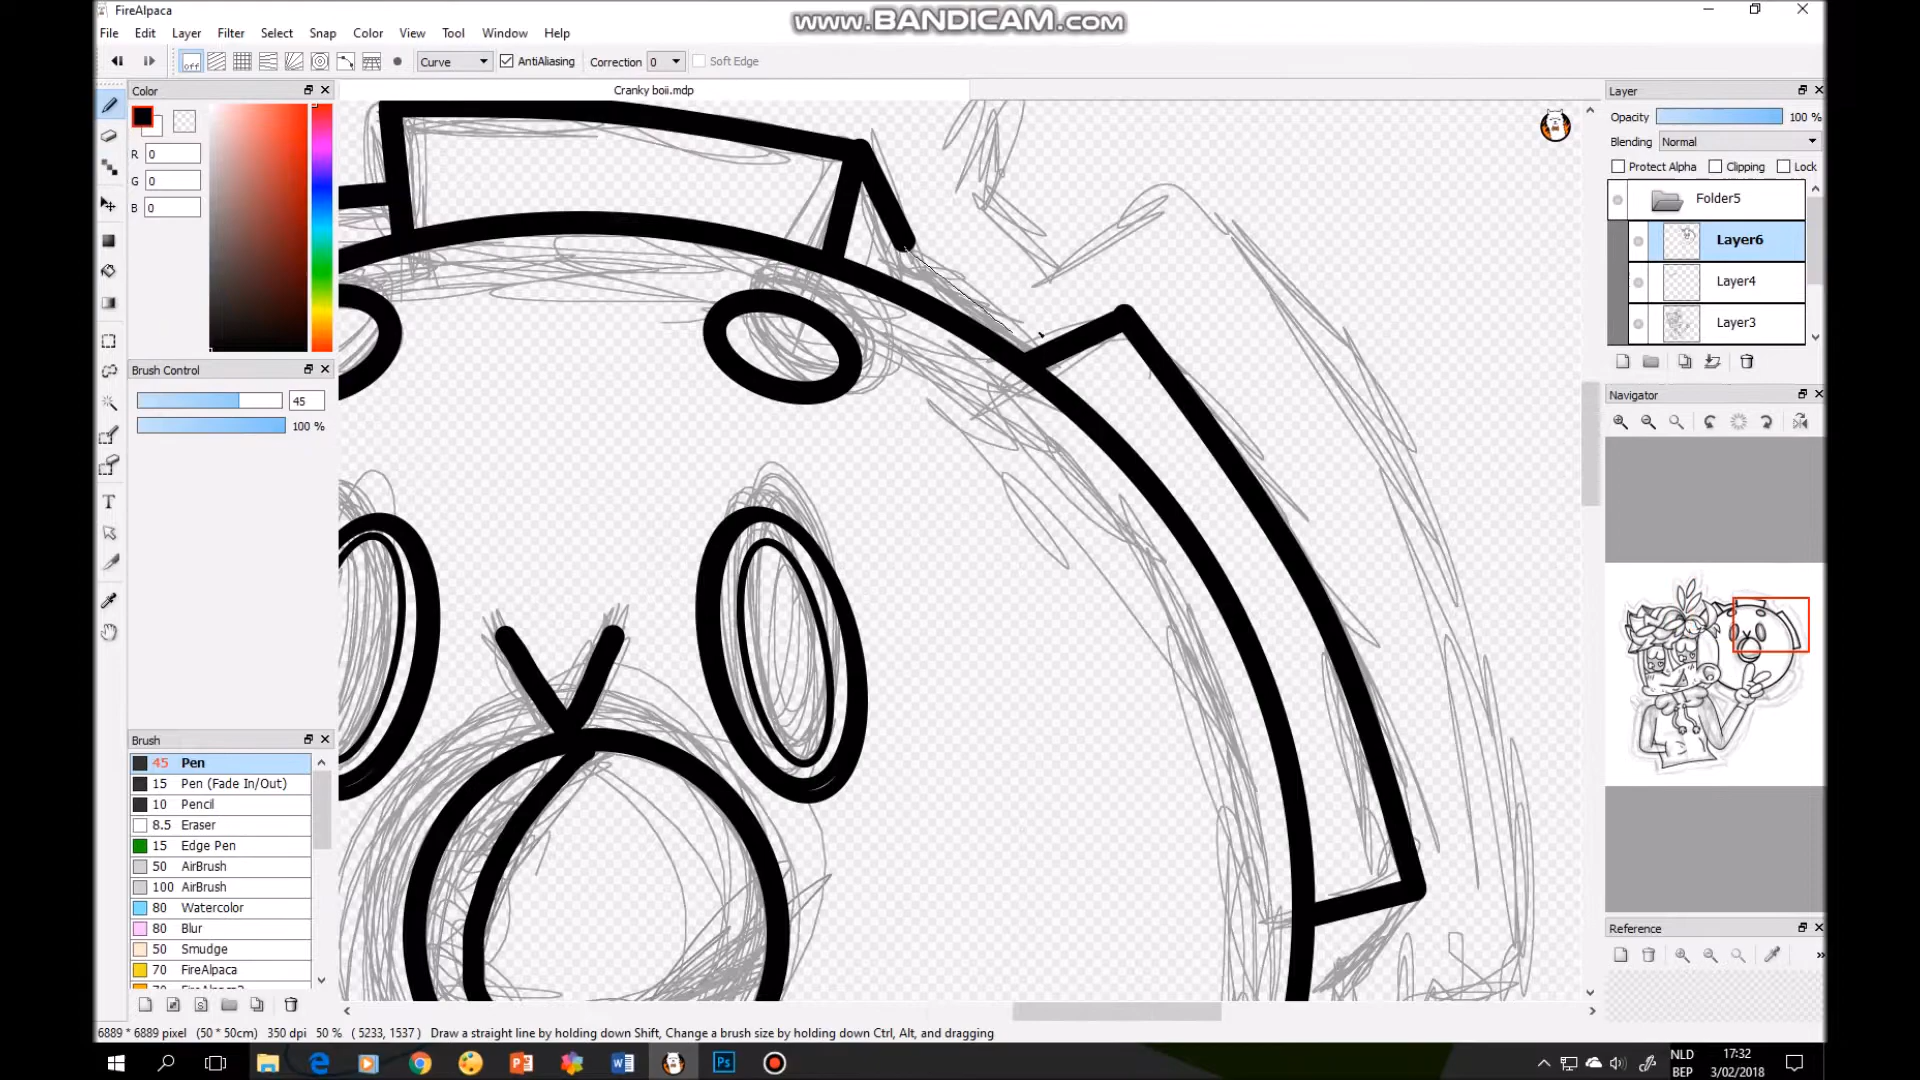 FireAlpaca
www.BANDICAM.com
File Edit Layer Filter Select Snap Color View Tool Window Help
off Curve AntiAliasing Correction 0 Soft Edge
Color
Cranky boii.mdp
Layer
Opacity 100 %
Blending Normal
Protect Alpha Clipping Lock
R 0
G 0
B 0
Folder5
Layer6
Layer4
Layer3
Brush Control
45
100 %
Navigator
Brush
45 Pen
15 Pen (Fade In/Out)
10 Pencil
8.5 Eraser
15 Edge Pen
50 AirBrush
100 AirBrush
80 Watercolor
80 Blur
50 Smudge
70 FireAlpaca
Reference
6889 * 6889 pixel (50 * 50cm) 350 dpi 50 % ( 5233, 1537 ) Draw a straight line by holding down Shift, Change a brush size by holding down Ctrl, Alt, and dragging
NLD
BEP
17:32
3/02/2018